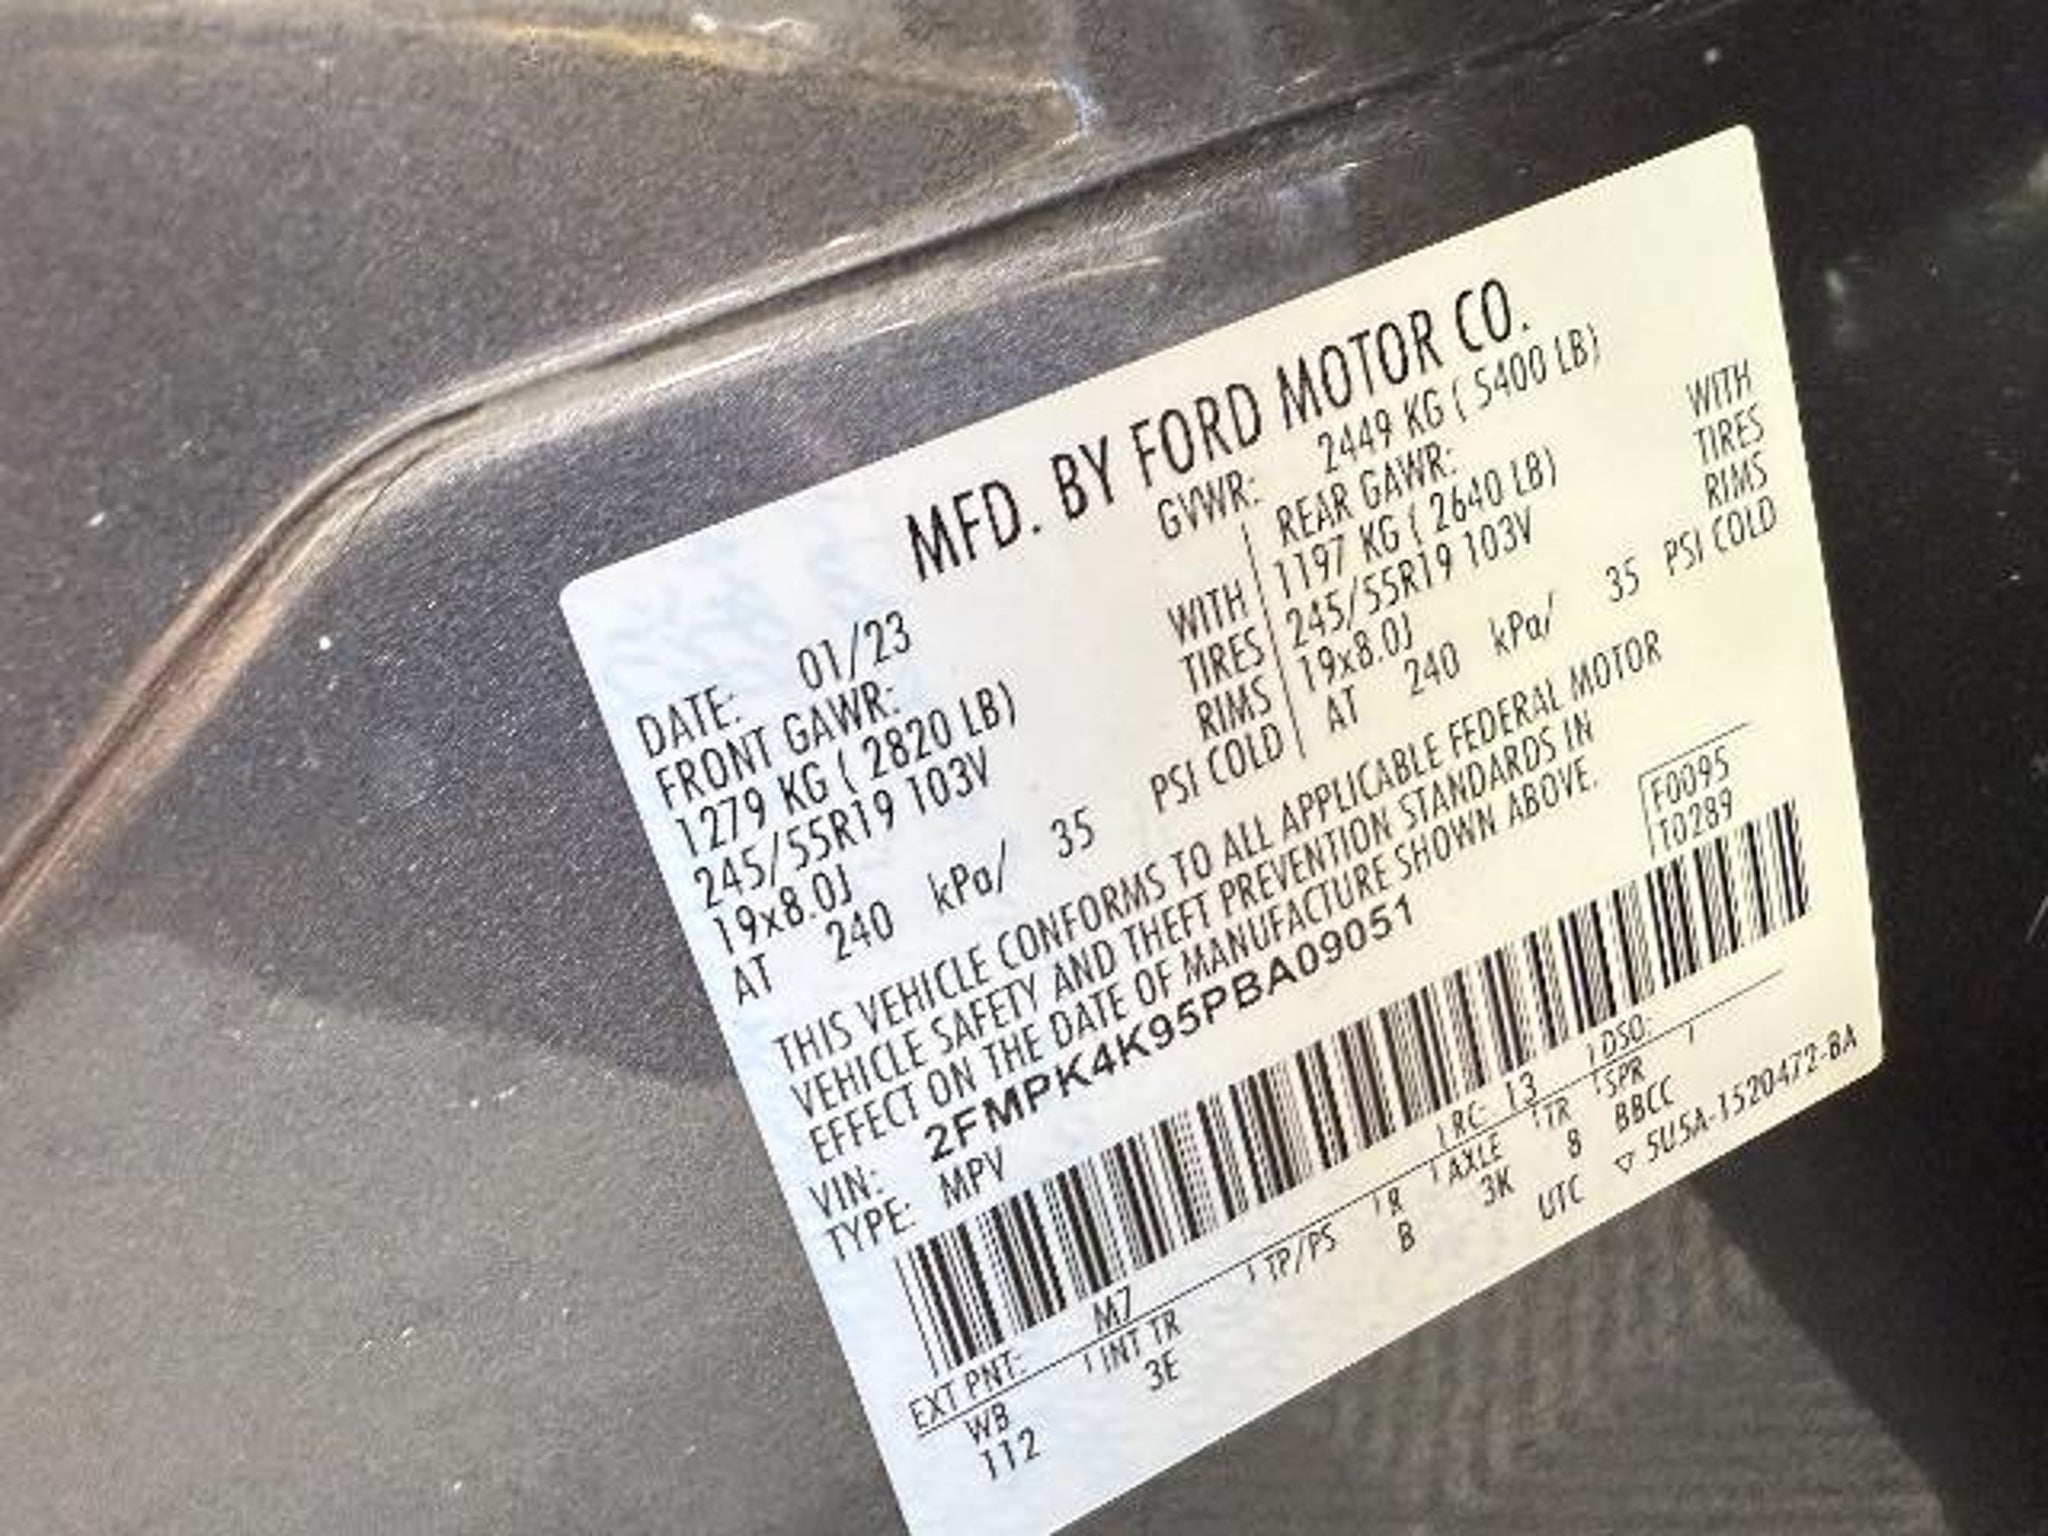 MFD. BY FORD MOTOR CO.
DATE: 01/23 GVWR: 2449 KG ( 5400 LB)
FRONT GAWR: REAR GAWR:
1279 KG ( 2820 LB) WITH 1197 KG ( 2640 LB) WITH
245/55R19 103V TIRES 245/55R19 103V TIRES
19x8.0J RIMS 19x8.0J RIMS
AT 240 kPa/ 35 PSI COLD AT 240 kPa/ 35 PSI COLD
THIS VEHICLE CONFORMS TO ALL APPLICABLE FEDERAL MOTOR
VEHICLE SAFETY AND THEFT PREVENTION STANDARDS IN
EFFECT ON THE DATE OF MANUFACTURE SHOWN ABOVE.
VIN: 2FMPK4K95PBA09051 F0095
TYPE: MPV T0289
EXT PNT: M7 RC: 13 DSO:
WB INT TR TP/PS R AXLE TR SPR
112 3E B 3K 8 BBCC
UTC ▽ 5U5A-1520472-BA